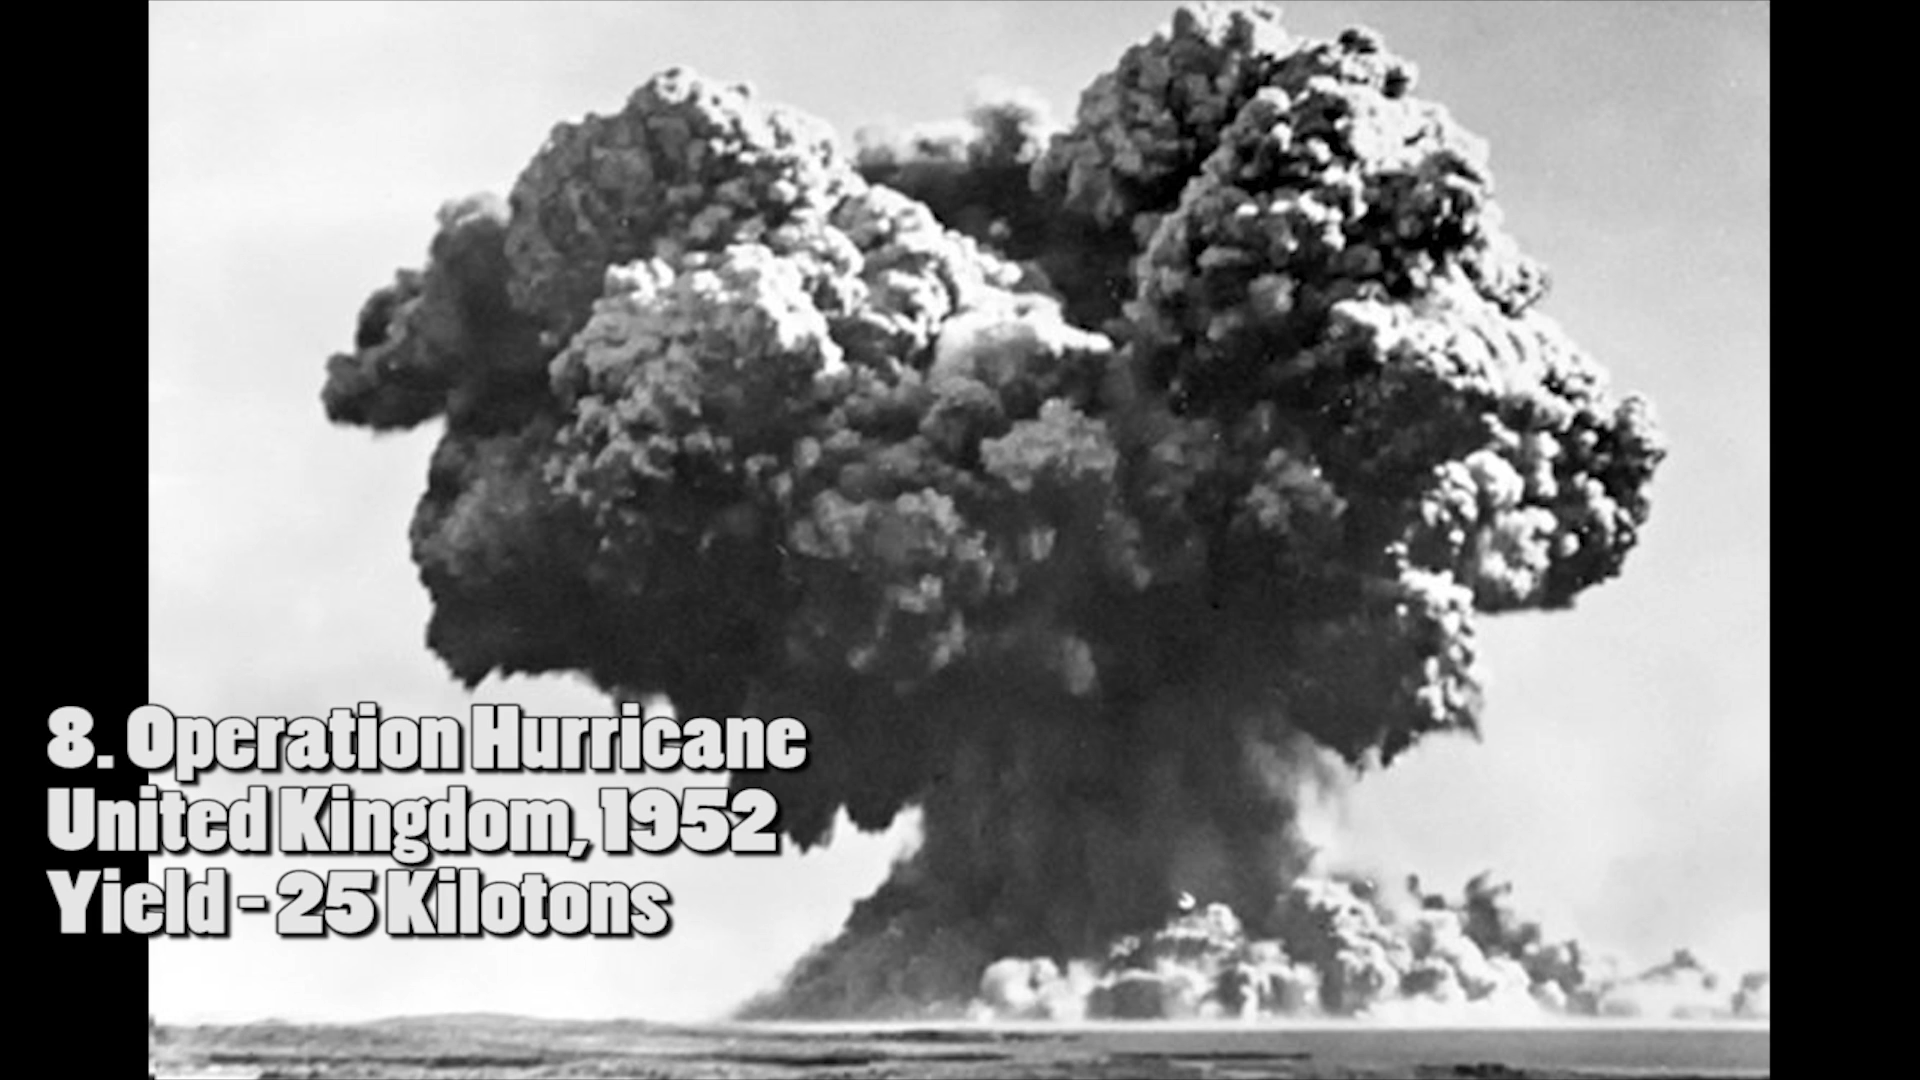 8. Operation Hurricane
United Kingdom, 1952
Yield - 25 Kilotons